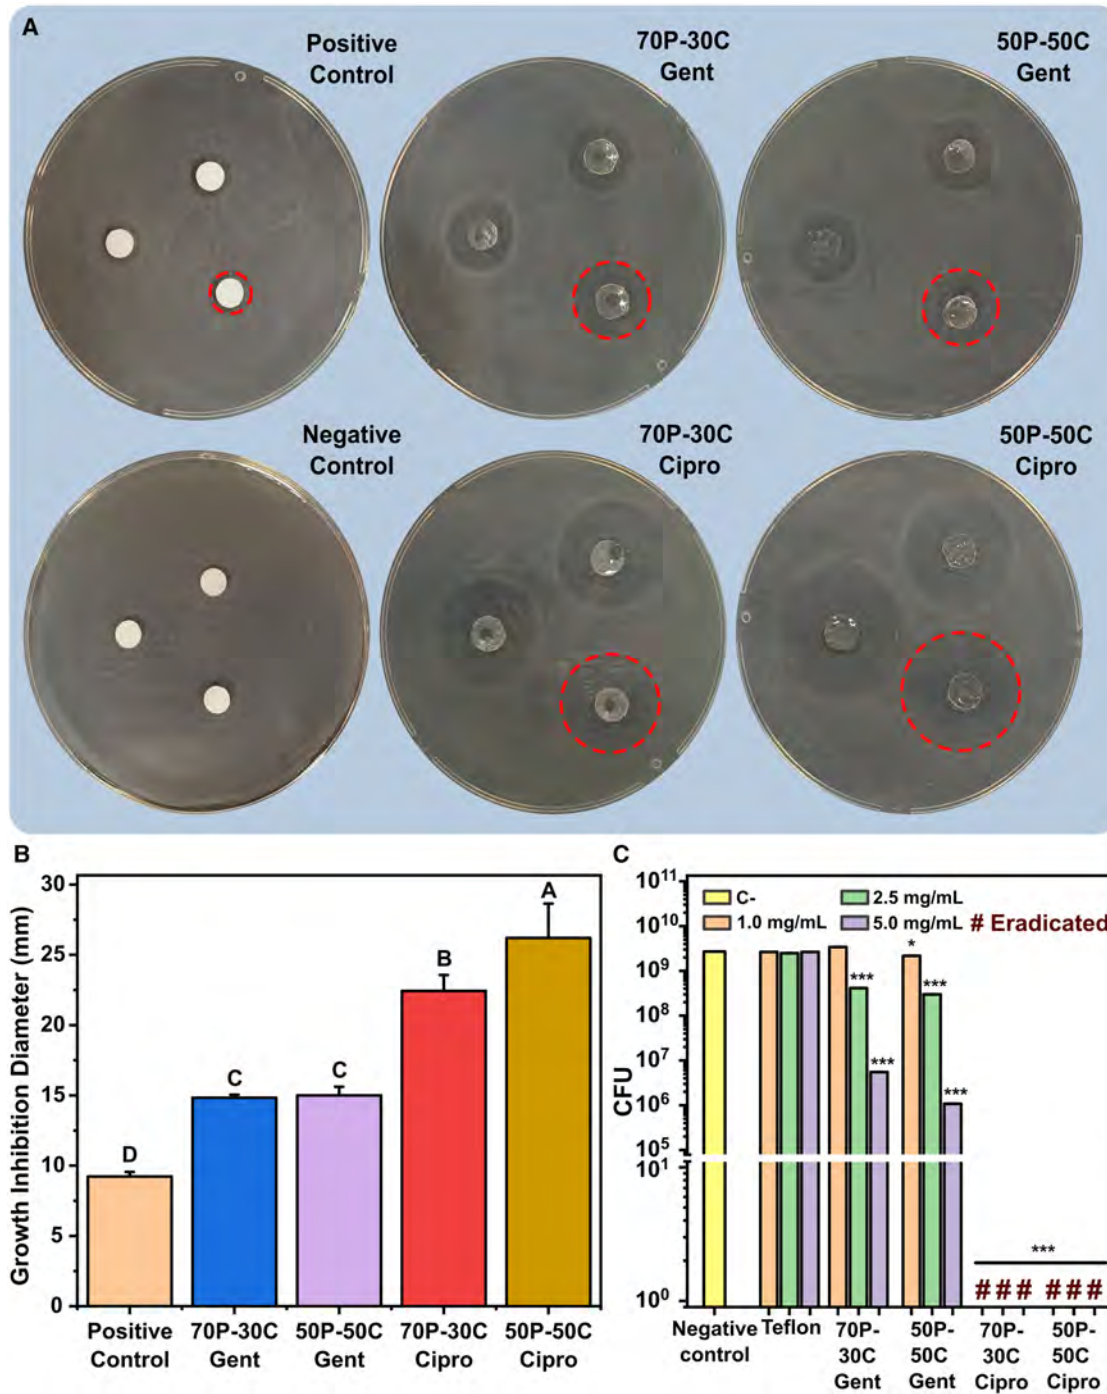 A
Positive
Control
70P-30C
Gent
50P-50C
Gent
Negative
Control
70P-30C
Cipro
50P-50C
Cipro
B
Growth Inhibition Diameter (mm)
30
25
20
15
10
5
0
D
C
C
B
A
Positive
Control
70P-30C
Gent
50P-50C
Gent
70P-30C
Cipro
50P-50C
Cipro
C
CFU
10¹¹
10¹⁰
10⁹
10⁸
10⁷
10⁶
10⁵
10¹
10⁰
C-
2.5 mg/mL
1.0 mg/mL
5.0 mg/mL
# Eradicated
***
***
*
***
***
***
# # #
# # #
Negative
control
Teflon
70P-
30C
Gent
50P-
50C
Gent
70P-
30C
Cipro
50P-
50C
Cipro